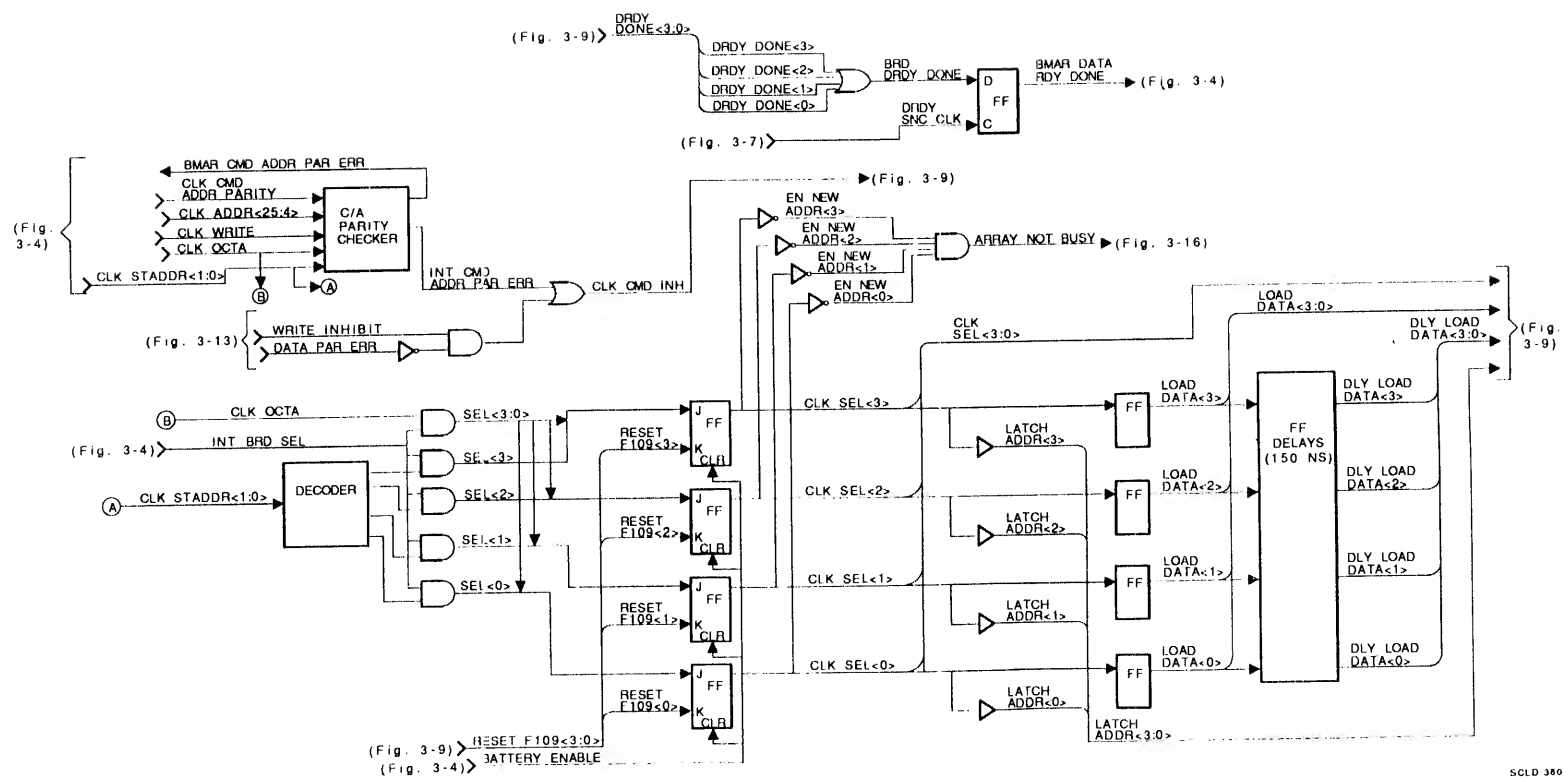 DRDY
DONE<3:0>
(Fig. 3-9)
DRDY DONE<3>
DRDY DONE<2>
DRDY DONE<1>
DRDY DONE<0>
BRD
DRDY DONE
D
FF
C
BMAR DATA
RDY DONE
(Fig. 3-4)
DRDY
SNC CLK
(Fig. 3-7)
BMAR CMD ADDR PAR ERR
CLK CMD
ADDR PARITY
CLK ADDR<25:4>
CLK WRITE
CLK OCTA
CLK STADDR<1:0>
(Fig.
3-4)
C/A
PARITY
CHECKER
B
A
INT CMD
ADDR PAR ERR
CLK CMD INH
(Fig. 3-9)
(Fig. 3-13)
WRITE INHIBIT
DATA PAR ERR
EN NEW
ADDR<3>
EN NEW
ADDR<2>
EN NEW
ADDR<1>
EN NEW
ADDR<0>
ARRAY NOT BUSY
(Fig. 3-16)
CLK
SEL<3:0>
LOAD
DATA<3:0>
DLY LOAD
DATA<3:0>
(Fig.
3-9)
B
CLK OCTA
(Fig. 3-4)
INT BRD SEL
A
CLK STADDR<1:0>
DECODER
SEL<3:0>
SEL<3>
SEL<2>
SEL<1>
SEL<0>
RESET
F109<3>
J
FF
K
CLR
CLK SEL<3>
LATCH
ADDR<3>
FF
LOAD
DATA<3>
DLY LOAD
DATA<3>
RESET
F109<2>
J
FF
K
CLR
CLK SEL<2>
LATCH
ADDR<2>
FF
LOAD
DATA<2>
DLY LOAD
DATA<2>
FF
DELAYS
(150 NS)
RESET
F109<1>
J
FF
K
CLR
CLK SEL<1>
LATCH
ADDR<1>
FF
LOAD
DATA<1>
DLY LOAD
DATA<1>
RESET
F109<0>
J
FF
K
CLR
CLK SEL<0>
LATCH
ADDR<0>
FF
LOAD
DATA<0>
DLY LOAD
DATA<0>
LATCH
ADDR<3:0>
(Fig. 3-9)
RESET F109<3:0>
(Fig. 3-4)
BATTERY ENABLE
SCLD 380